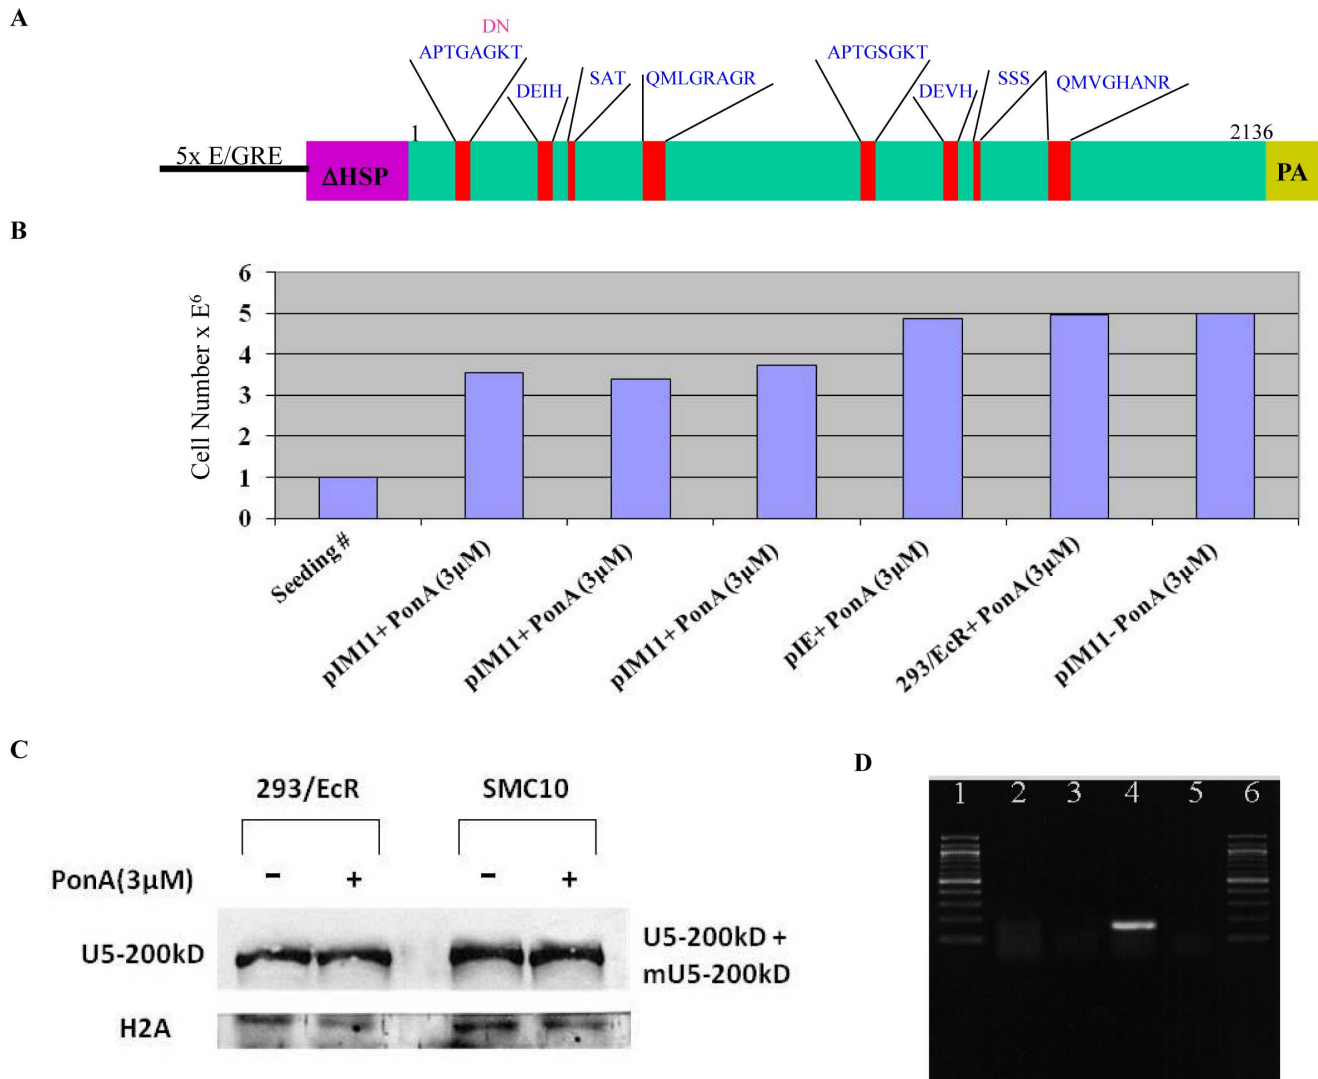 A
DN
APTGAGKT
DEIH
SAT
QMLGRAGR
APTGSGKT
DEVH
SSS
QMVGHANR
5x E/GRE
ΔHSP
1
2136
PA
B
Cell Number x E⁶
6
5
4
3
2
1
0
Seeding #
pIM11+ PonA (3µM)
pIM11+ PonA (3µM)
pIM11+ PonA (3µM)
pIE+ PonA (3µM)
293/EcR+ PonA (3µM)
pIM11- PonA (3µM)
C
293/EcR
SMC10
PonA(3µM)
- + - +
U5-200kD
U5-200kD +
mU5-200kD
H2A
D
1 2 3 4 5 6